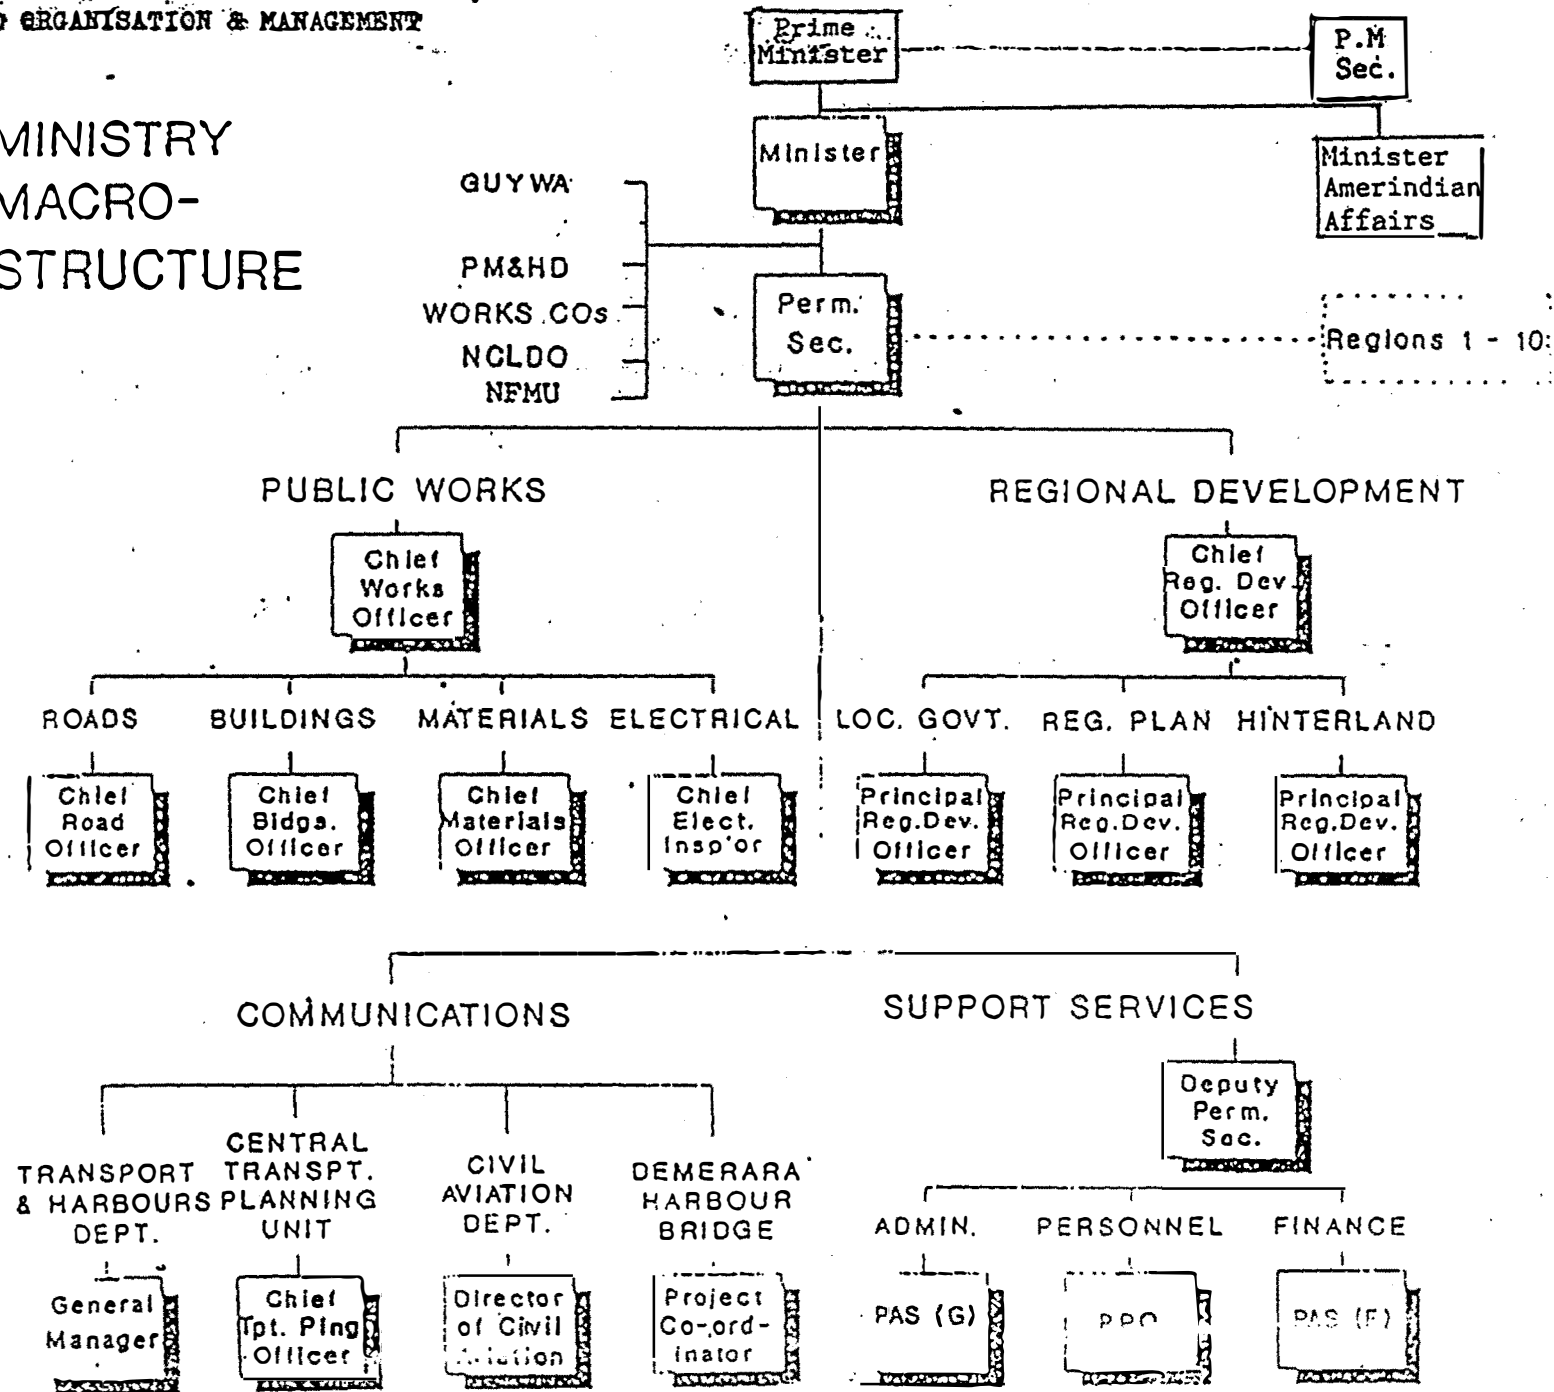 ORGANISATION & MANAGEMENT
MINISTRY
MACRO-
STRUCTURE
Prime
Minister
P.M
Sec.
Minister
Minister
Amerindian
Affairs
GUYWA
PM&HD
WORKS COs
NCLDO
NFMU
Perm.
Sec.
Regions 1 - 10
PUBLIC WORKS
REGIONAL DEVELOPMENT
Chief
Works
Officer
Chief
Reg. Dev.
Officer
ROADS
BUILDINGS
MATERIALS
ELECTRICAL
LOC. GOVT.
REG. PLAN
HINTERLAND
Chief
Road
Officer
Chief
Bldgs.
Officer
Chief
Materials
Officer
Chief
Elect.
Insp'or
Principal
Reg.Dev.
Officer
Principal
Reg.Dev.
Officer
Principal
Reg.Dev.
Officer
COMMUNICATIONS
SUPPORT SERVICES
Deputy
Perm.
Sec.
TRANSPORT
& HARBOURS
DEPT.
CENTRAL
TRANSPT.
PLANNING
UNIT
CIVIL
AVIATION
DEPT.
DEMERARA
HARBOUR
BRIDGE
ADMIN.
PERSONNEL
FINANCE
General
Manager
Chief
Tpt. Plng
Officer
Director
of Civil
Aviation
Project
Co-ord-
inator
PAS (G)
PPO
PAS (F)